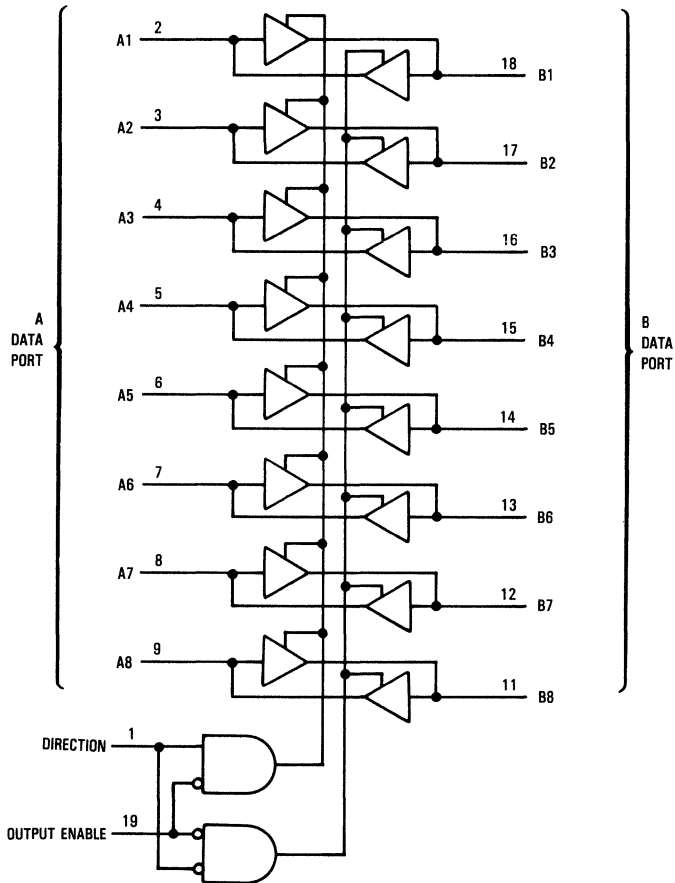 A1 2
18 B1
A2 3
17 B2
A3 4
16 B3
A4 5
15 B4
A
DATA
PORT
B
DATA
PORT
A5 6
14 B5
A6 7
13 B6
A7 8
12 B7
A8 9
11 B8
DIRECTION 1
OUTPUT ENABLE 19